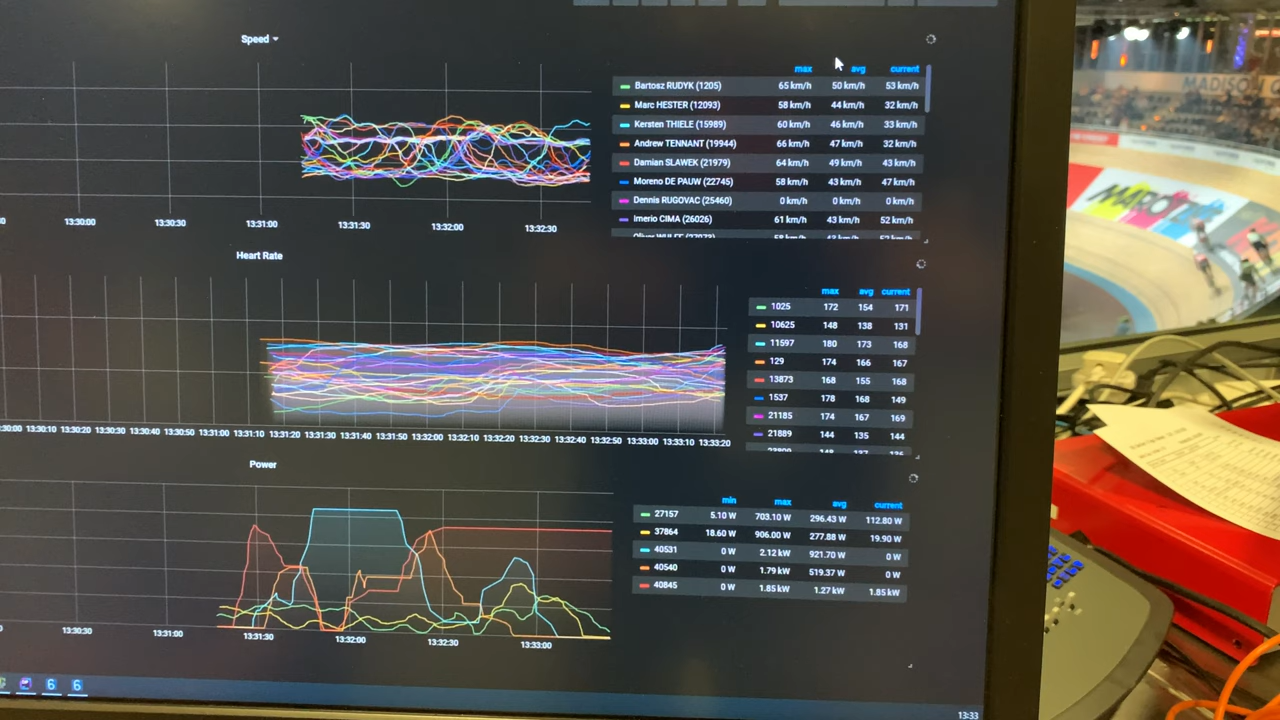 Speed
max avg current
Bartosz RUDYK (1205) 65 km/h 50 km/h 53 km/h
Marc HESTER (12093) 58 km/h 44 km/h 32 km/h
Kersten THIELE (15989) 60 km/h 46 km/h 33 km/h
Andrew TENNANT (19944) 66 km/h 47 km/h 32 km/h
Damian SLAWEK (21979) 64 km/h 49 km/h 43 km/h
Moreno DE PAUW (22745) 58 km/h 43 km/h 47 km/h
Dennis RUGOVAC (25460) 0 km/h 0 km/h 0 km/h
Imerio CIMA (26026) 61 km/h 43 km/h 52 km/h
13:30:00 13:30:30 13:31:00 13:31:30 13:32:00 13:32:30
Heart Rate
max avg current
1025 172 154 171
10625 148 138 131
11597 180 173 168
129 174 166 167
13873 168 155 168
1537 178 168 149
21185 174 167 169
21889 144 135 144
13:30:10 13:30:20 13:30:30 13:30:40 13:30:50 13:31:00 13:31:10 13:31:20 13:31:30 13:31:40 13:31:50 13:32:00 13:32:10 13:32:20 13:32:30 13:32:40 13:32:50 13:33:00 13:33:10 13:33:20
Power
min max avg current
27157 5.10 W 703.10 W 296.43 W 112.80 W
37864 18.60 W 906.00 W 277.88 W 19.90 W
40531 0 W 2.12 kW 921.70 W 0 W
40540 0 W 1.79 kW 519.37 W 0 W
40845 0 W 1.85 kW 1.27 kW 1.85 kW
13:30:30 13:31:00 13:31:30 13:32:00 13:32:30 13:33:00
13:33
MADISON